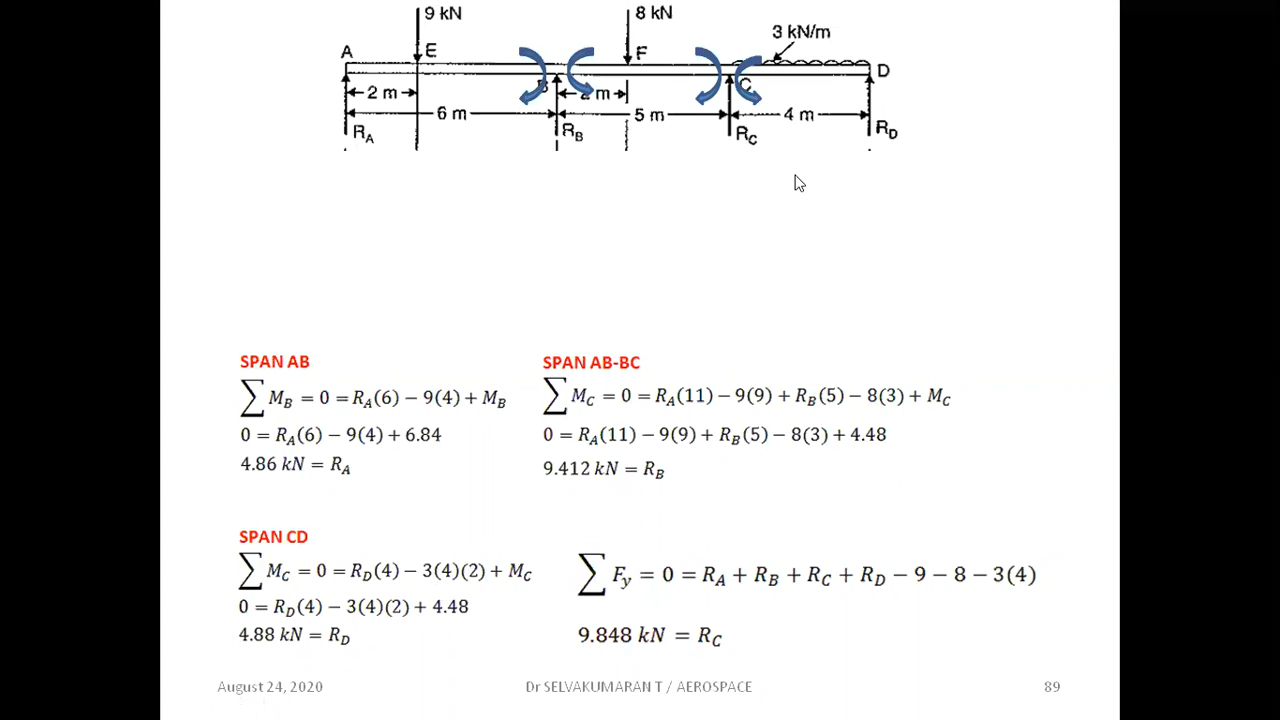 9 kN
8 kN
3 kN/m
A
E
F
D
B
C
2 m
2 m
6 m
5 m
4 m
R_A
R_B
R_C
R_D
SPAN AB
∑ M_B = 0 = R_A(6) − 9(4) + M_B
0 = R_A(6) − 9(4) + 6.84
4.86 kN = R_A
SPAN AB-BC
∑ M_C = 0 = R_A(11) − 9(9) + R_B(5) − 8(3) + M_C
0 = R_A(11) − 9(9) + R_B(5) − 8(3) + 4.48
9.412 kN = R_B
SPAN CD
∑ M_C = 0 = R_D(4) − 3(4)(2) + M_C
0 = R_D(4) − 3(4)(2) + 4.48
4.88 kN = R_D
∑ F_y = 0 = R_A + R_B + R_C + R_D − 9 − 8 − 3(4)
9.848 kN = R_C
August 24, 2020
Dr SELVAKUMARAN T / AEROSPACE
89